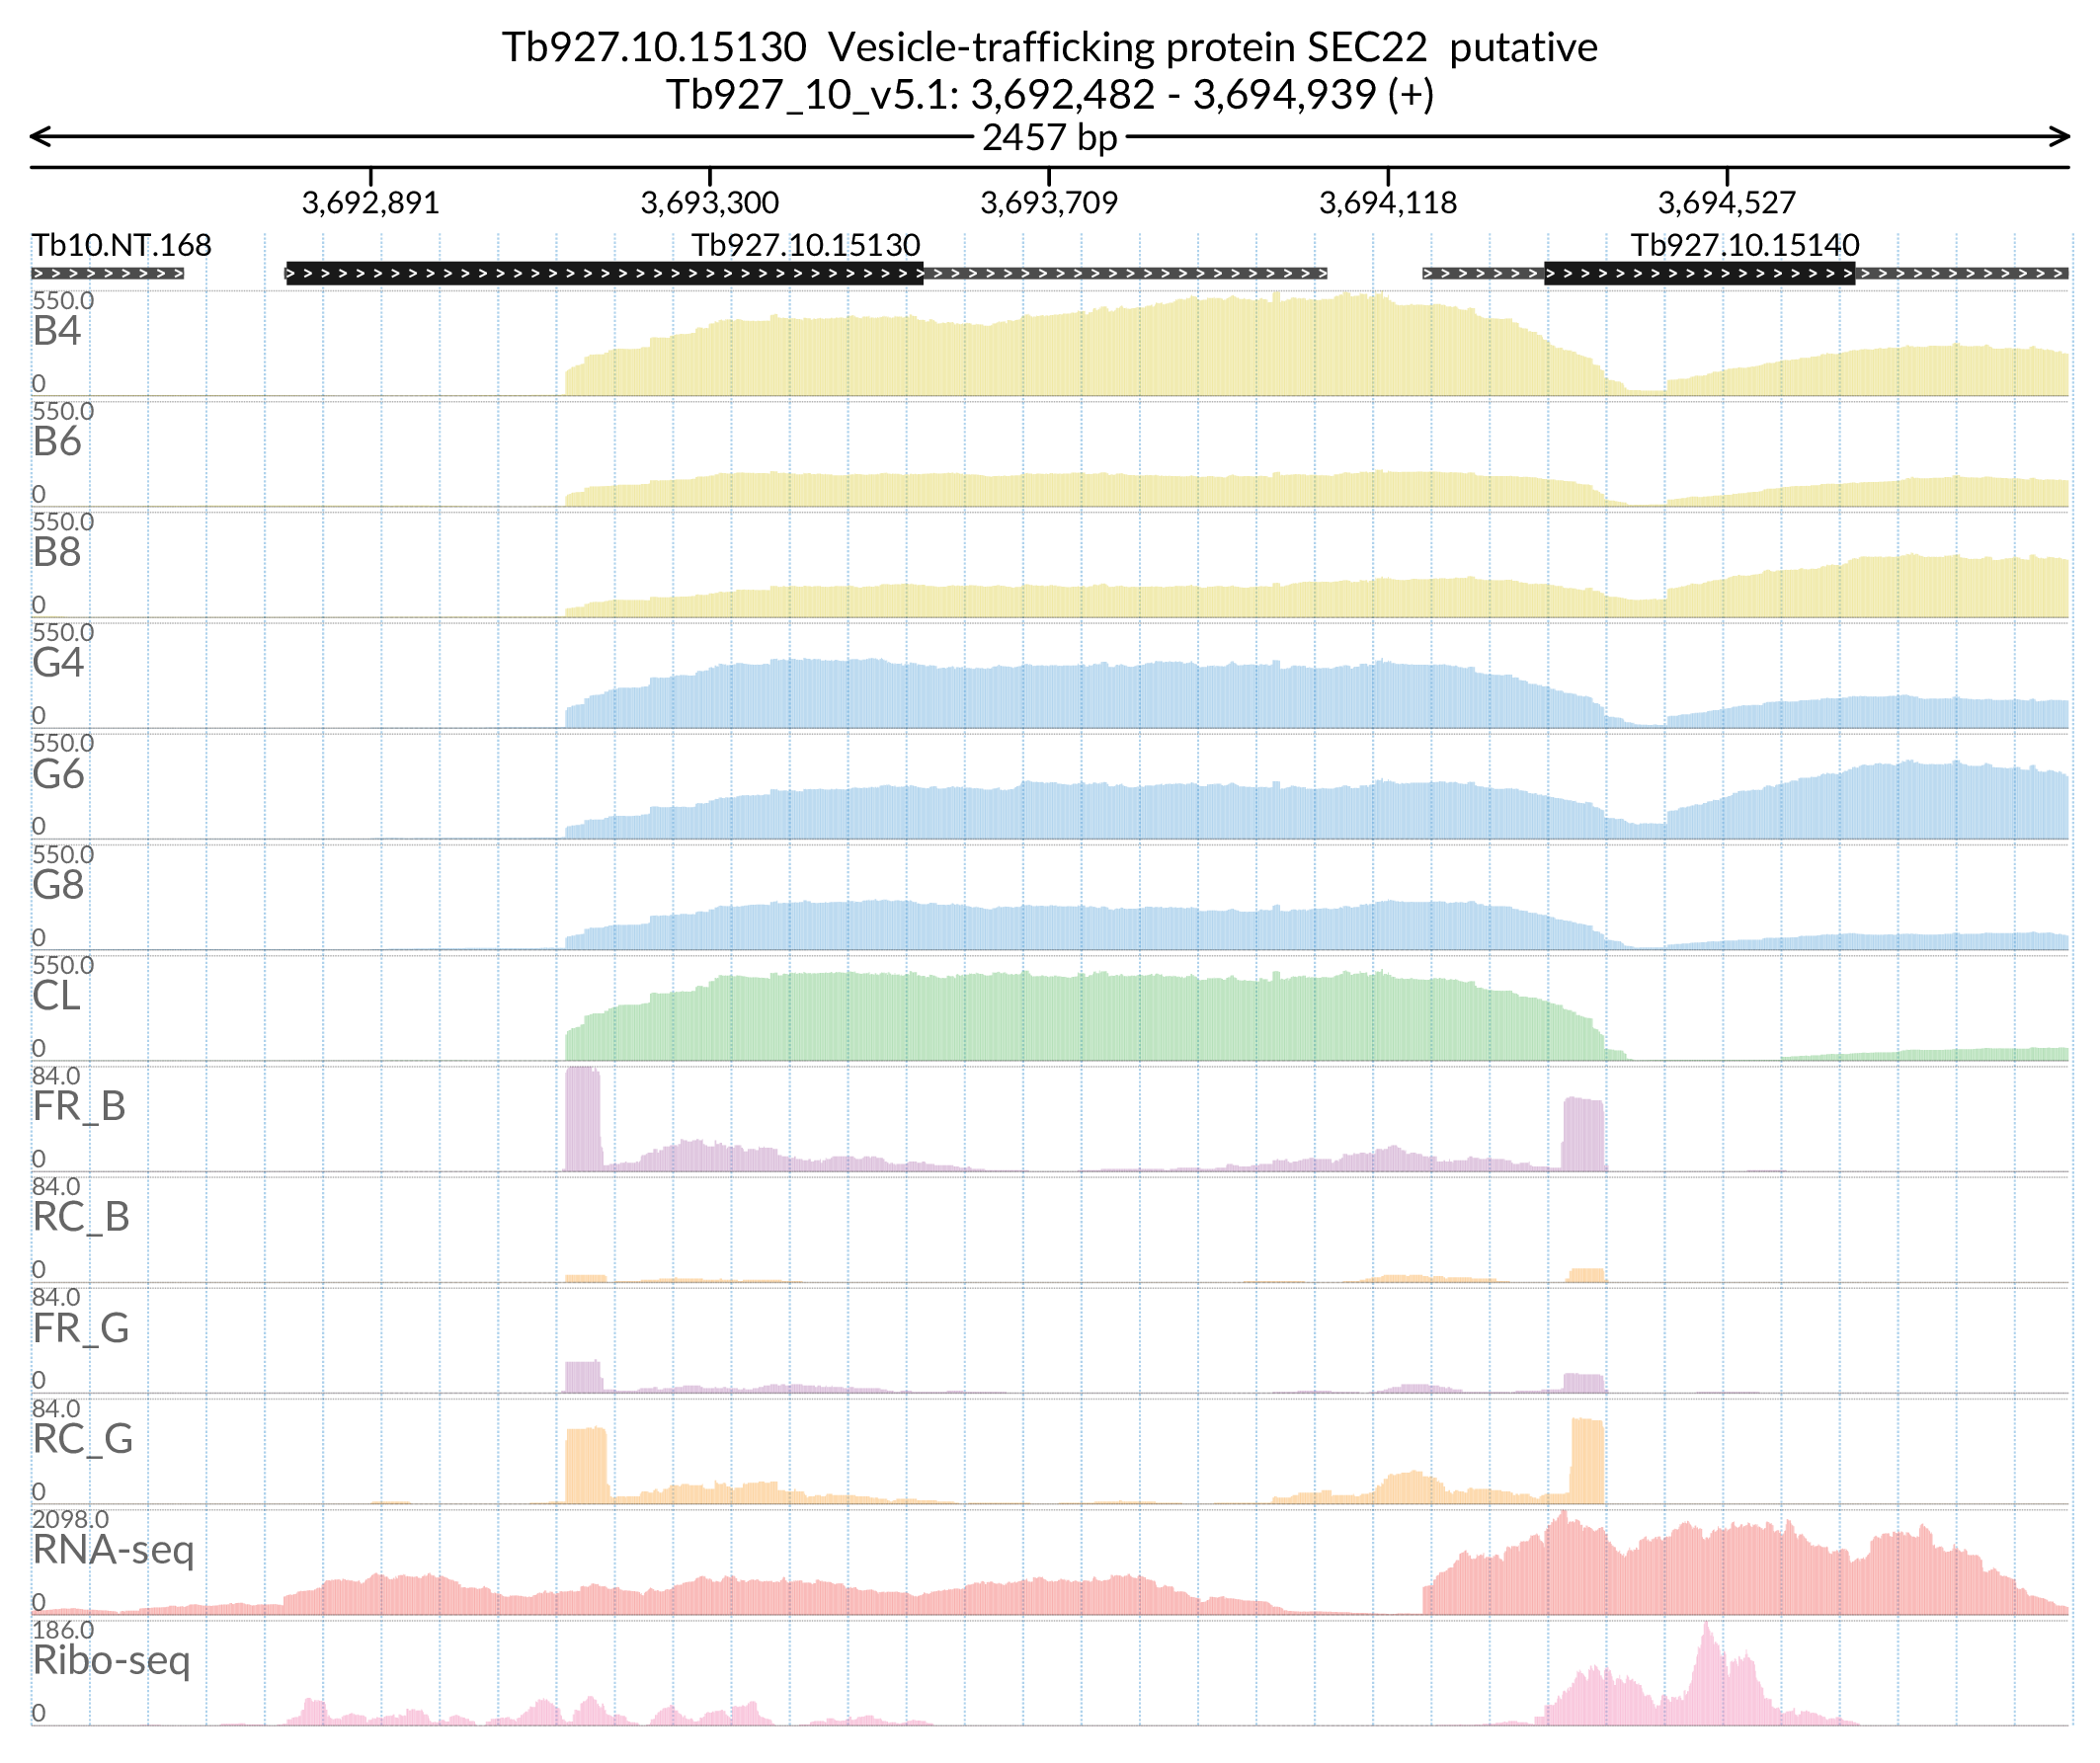 Tb927.10.15130  Vesicle-trafficking protein SEC22  putative
Tb927_10_v5.1: 3,692,482 - 3,694,939 (+)
2457 bp
3,692,891 3,693,300 3,693,709 3,694,118 3,694,527
Tb10.NT.168 Tb927.10.15130 Tb927.10.15140
550.0
B4
0
550.0
B6
0
550.0
B8
0
550.0
G4
0
550.0
G6
0
550.0
G8
0
550.0
CL
0
84.0
FR_B
0
84.0
RC_B
0
84.0
FR_G
0
84.0
RC_G
0
2098.0
RNA-seq
0
186.0
Ribo-seq
0